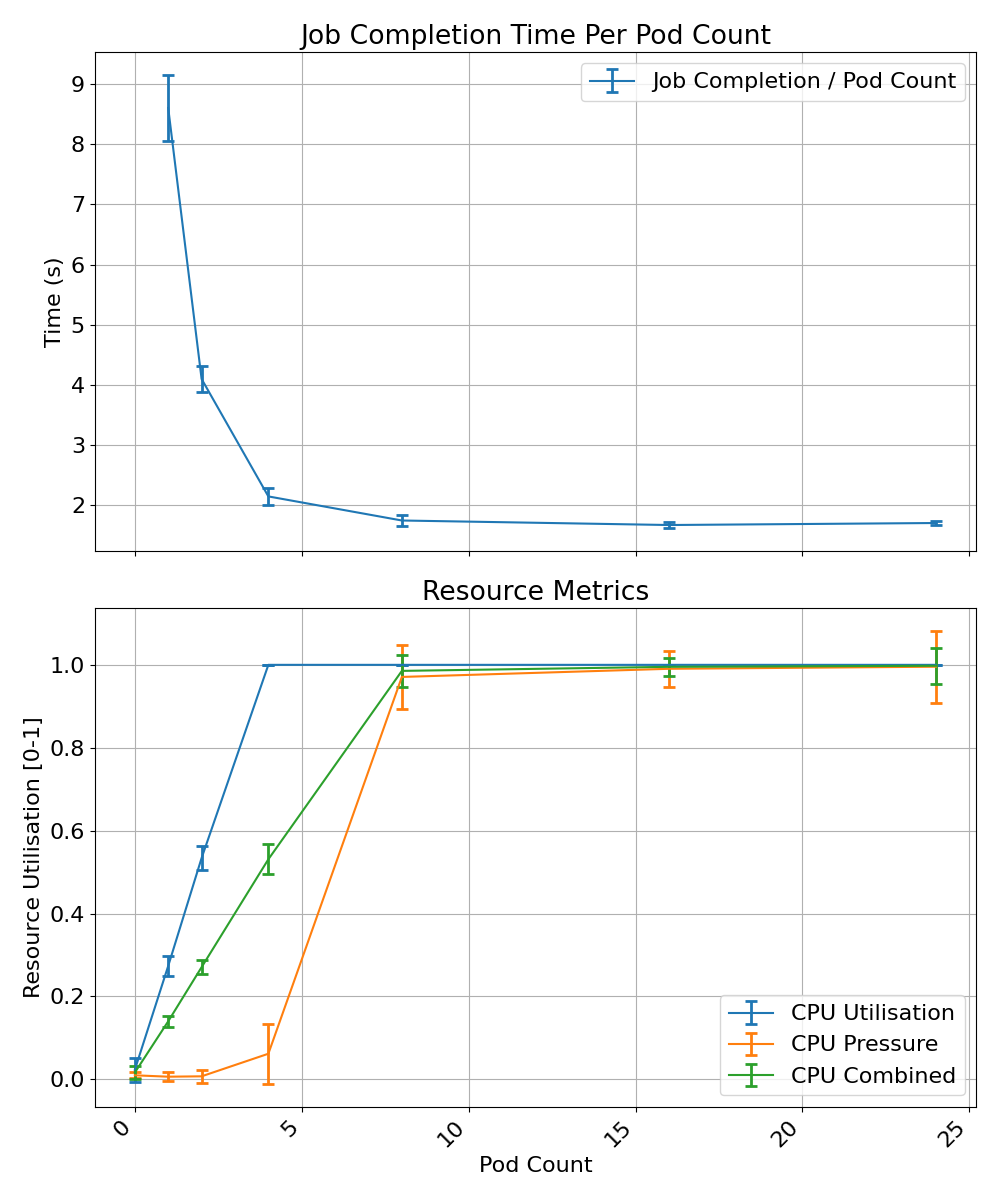 Job Completion Time Per Pod Count
Job Completion / Pod Count
9
8
7
6
5
4
3
2
Time (s)
Resource Metrics
1.0
0.8
0.6
0.4
0.2
0.0
Resource Utilisation [0-1]
CPU Utilisation
CPU Pressure
CPU Combined
0 5 10 15 20 25
Pod Count